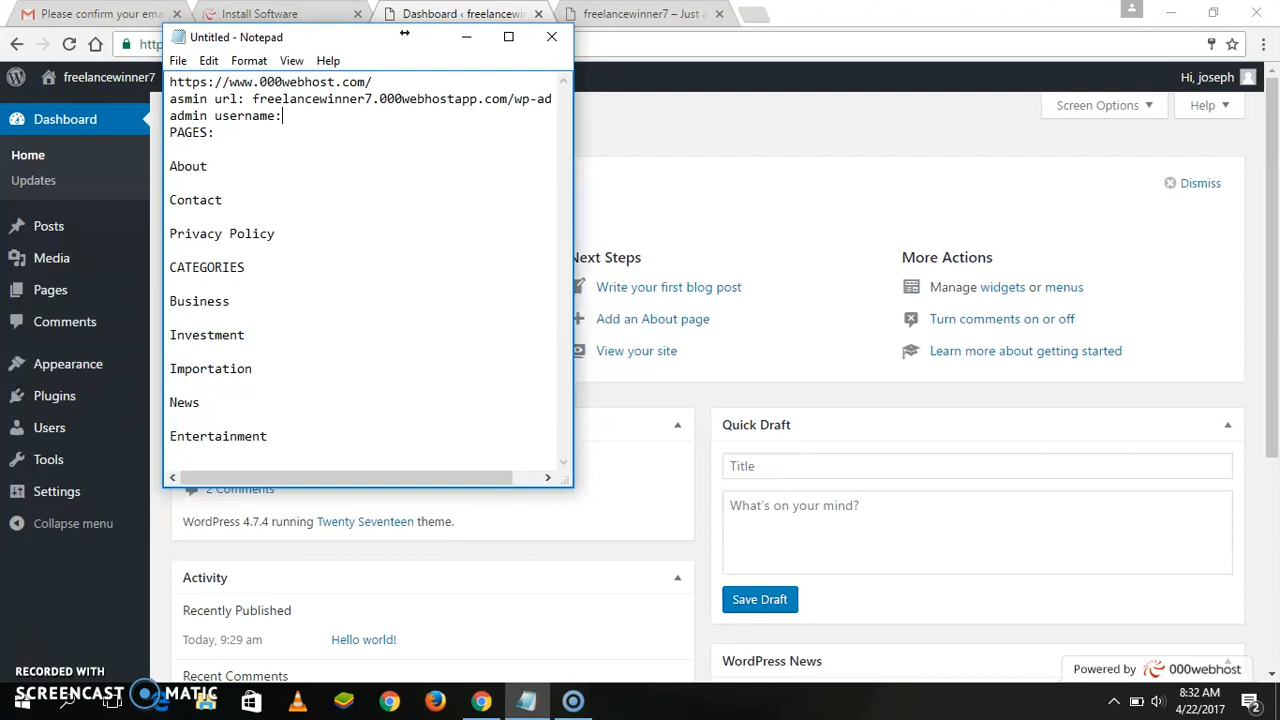 Please confirm your ema
Install Software
Dashboard ‹ freelancewin
freelancewinner7 – Just a
Untitled - Notepad
http
freelancewinner7
Hi, joseph
File Edit Format View Help
https://www.000webhost.com/
asmin url: freelancewinner7.000webhostapp.com/wp-ad
admin username:
PAGES:
About
Contact
Privacy Policy
CATEGORIES
Business
Investment
Importation
News
Entertainment
Dashboard
Home
Updates
Posts
Media
Pages
Comments
Appearance
Plugins
Users
Tools
Settings
Collapse menu
Screen Options
Help
Dismiss
Next Steps
Write your first blog post
Add an About page
View your site
More Actions
Manage widgets or menus
Turn comments on or off
Learn more about getting started
2 Comments
WordPress 4.7.4 running Twenty Seventeen theme.
Activity
Recently Published
Today, 9:29 am Hello world!
Recent Comments
Quick Draft
Title
What's on your mind?
Save Draft
WordPress News
Powered by 000webhost
RECORDED WITH
SCREENCAST MATIC
8:32 AM
4/22/2017
2